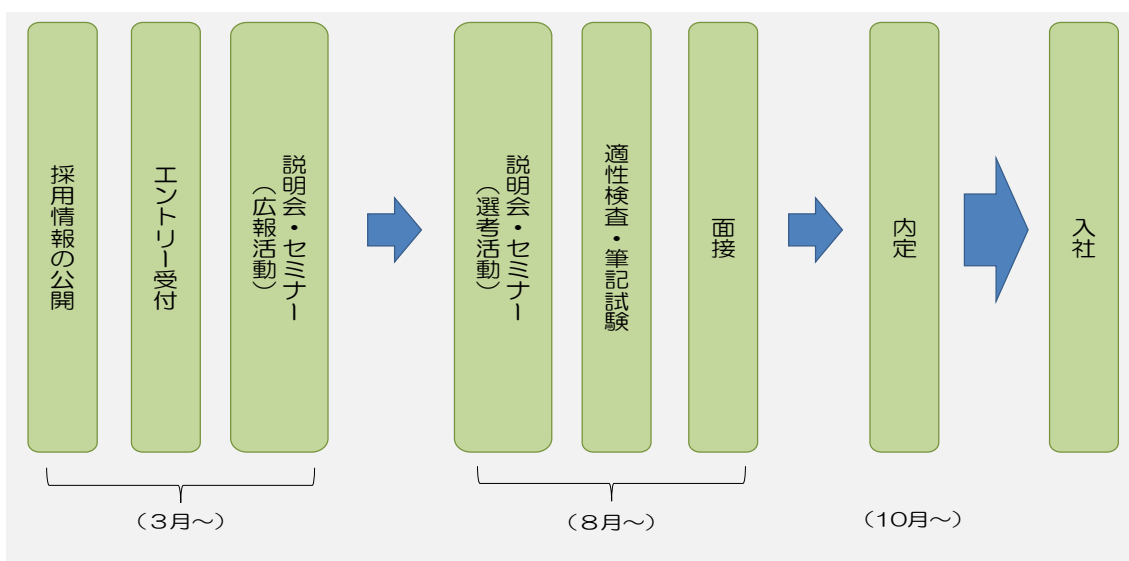 採用情報の公開
エントリー受付
説明会・セミナー
（広報活動）
説明会・セミナー
（選考活動）
適性検査・筆記試験
面接
内定
入社
（３月～）
（８月～）
（10月～）